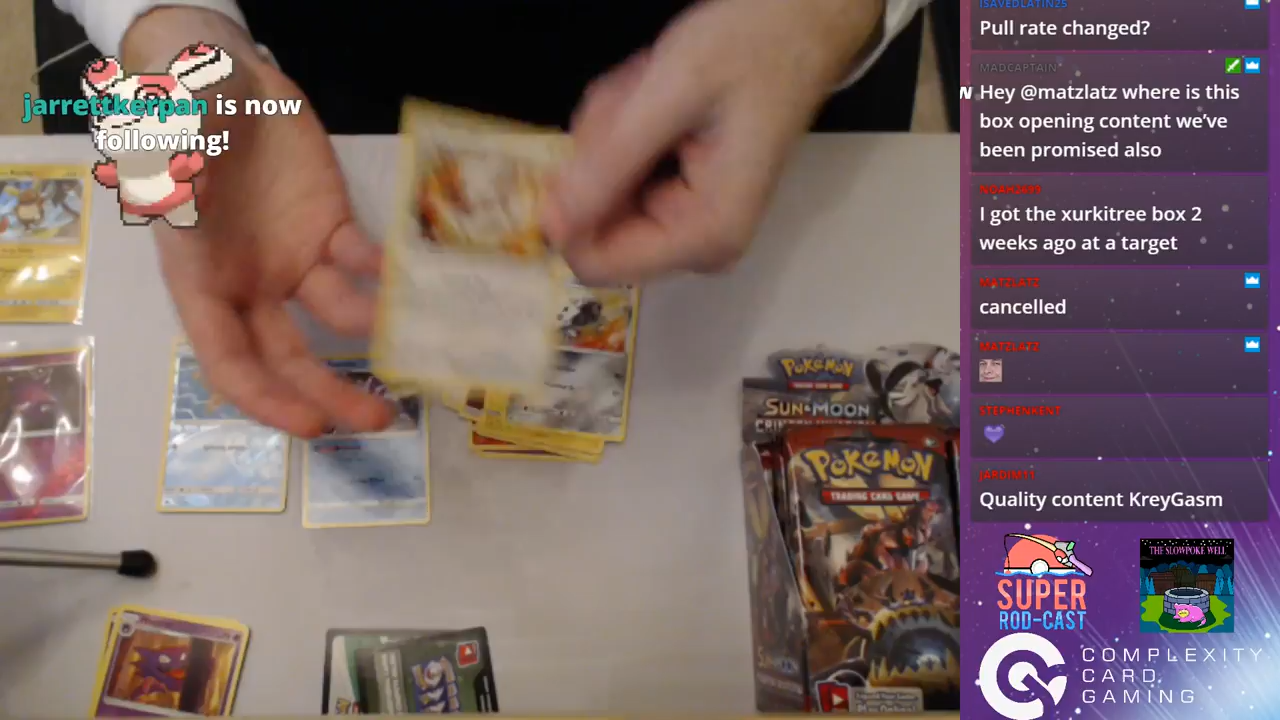 jarrettkerpan is now
following!
ISAVEDLATIN25
Pull rate changed?
MADCAPTAIN
Hey @matzlatz where is this
box opening content we've
been promised also
I got the xurkitree box 2
weeks ago at a target
MATZLATZ
cancelled
MATZLATZ
STEPHENKENT
JARDIM11
Quality content KreyGasm
POKéMON
SUN & MOON
POKéMON
TRADING CARD GAME
THE SLOWPOKE WELL
SUPER
ROD-CAST
COMPLEXITY
CARD
GAMING